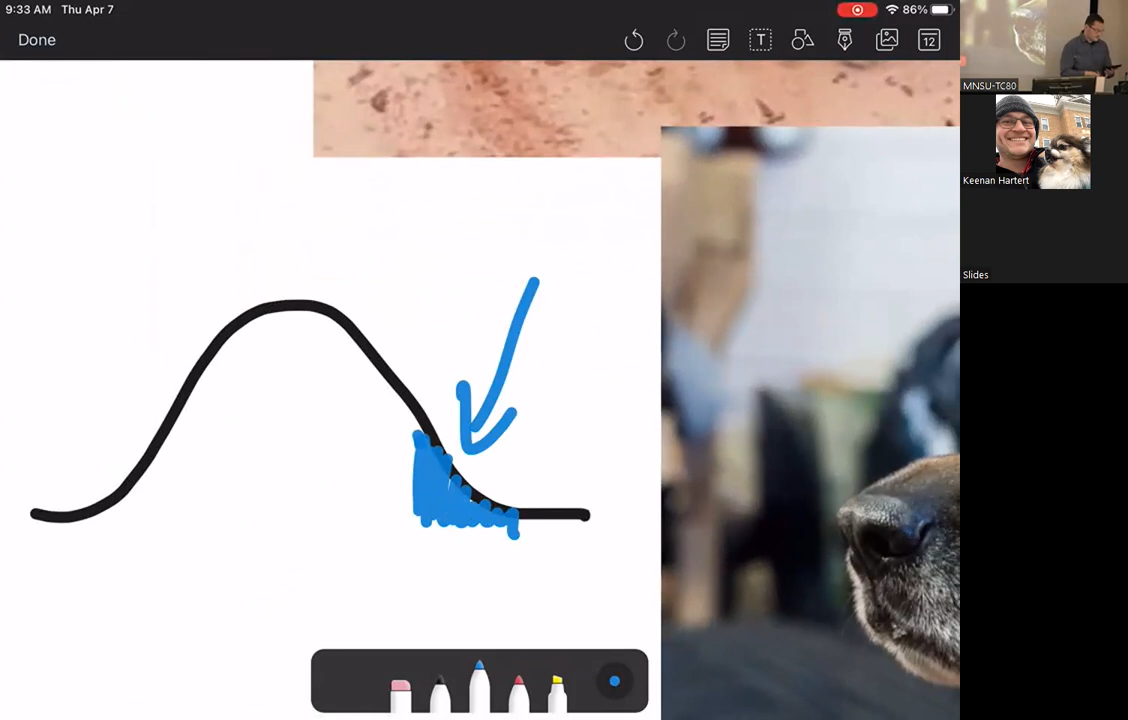 9:33 AM Thu Apr 7
86%
Done
T
12
MNSU-TC80
Keenan Hartert
Slides